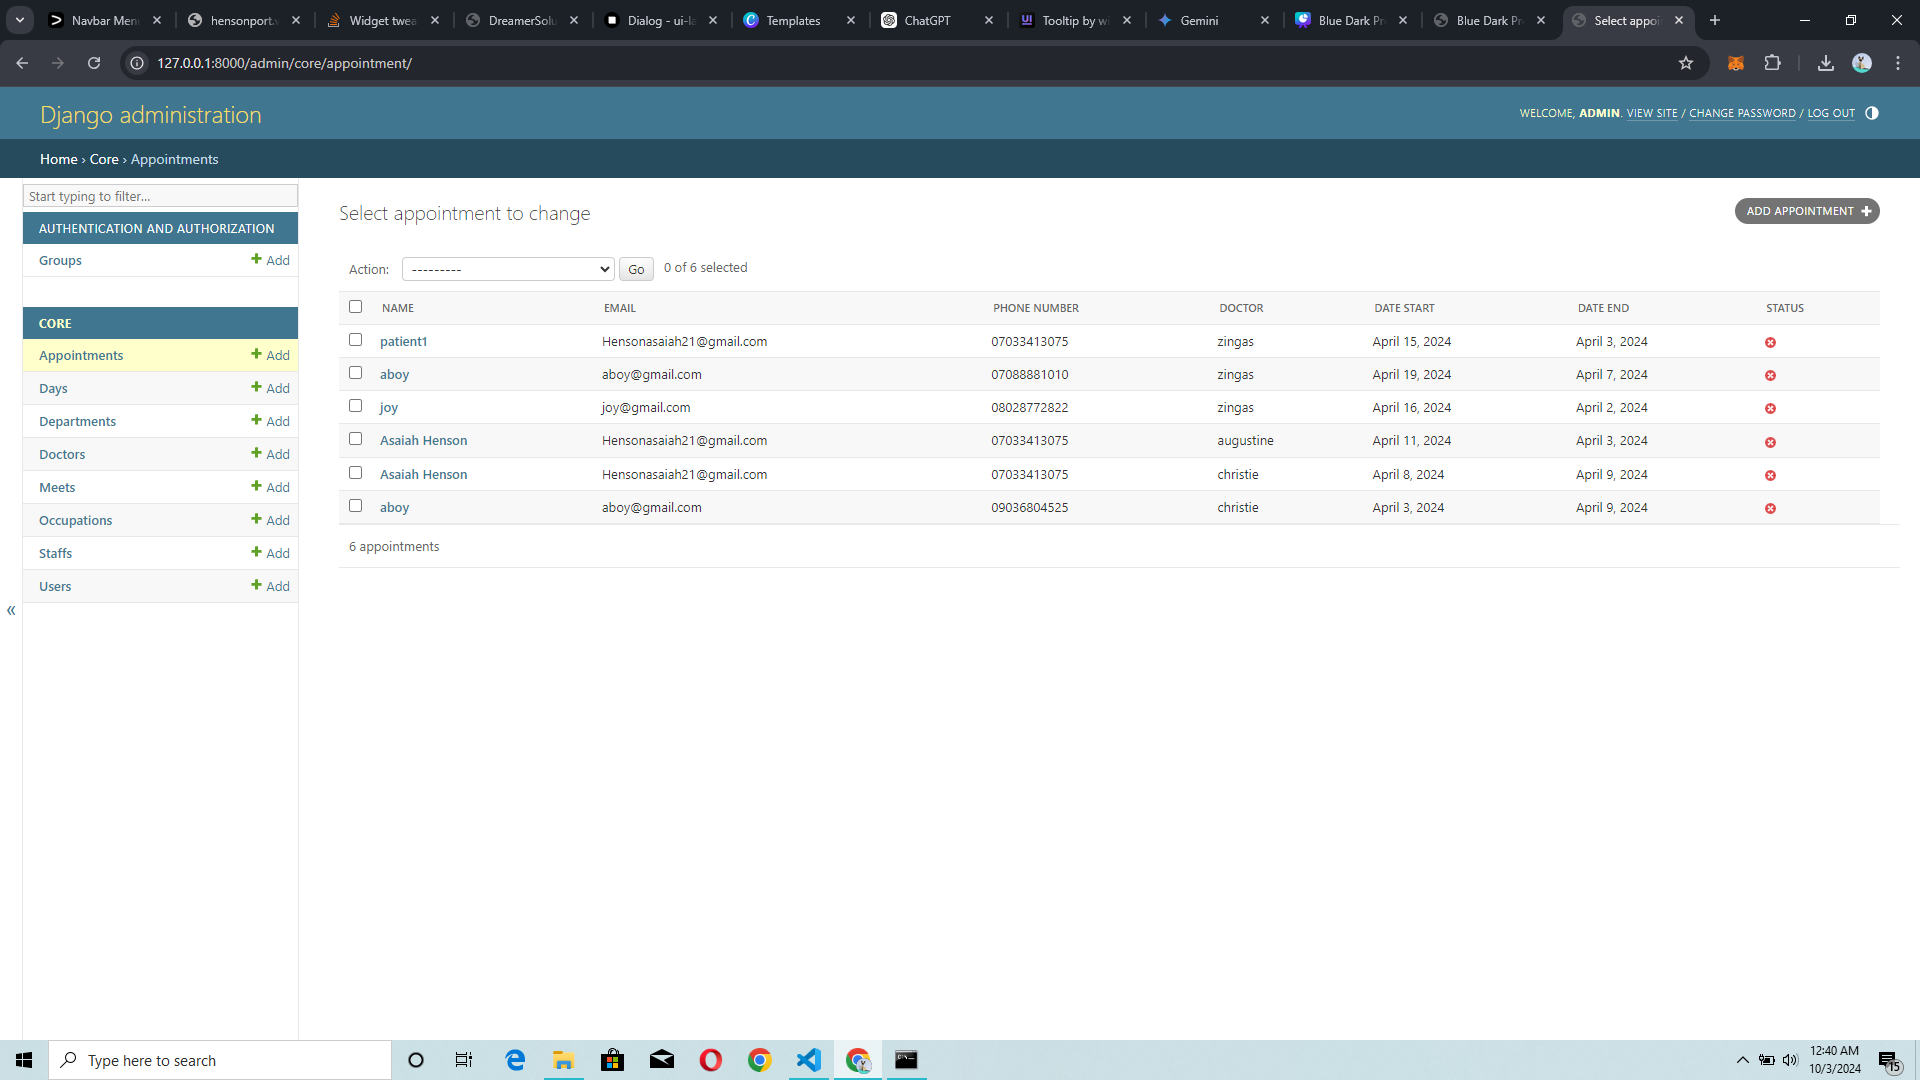 Navbar Men
hensonport.v
Widget twea
DreamerSolu
Dialog - ui-la
Templates
ChatGPT
Tooltip by wi
Gemini
Blue Dark Pr
Blue Dark Pr
Select appoi
127.0.0.1:8000/admin/core/appointment/
Django administration
WELCOME, ADMIN. VIEW SITE / CHANGE PASSWORD / LOG OUT
Home › Core › Appointments
Start typing to filter...
AUTHENTICATION AND AUTHORIZATION
Groups Add
CORE
Appointments Add
Days Add
Departments Add
Doctors Add
Meets Add
Occupations Add
Staffs Add
Users Add
«
Select appointment to change
ADD APPOINTMENT
Action: --------- Go 0 of 6 selected
NAME EMAIL PHONE NUMBER DOCTOR DATE START DATE END STATUS
patient1 Hensonasaiah21@gmail.com 07033413075 zingas April 15, 2024 April 3, 2024
aboy aboy@gmail.com 07088881010 zingas April 19, 2024 April 7, 2024
joy joy@gmail.com 08028772822 zingas April 16, 2024 April 2, 2024
Asaiah Henson Hensonasaiah21@gmail.com 07033413075 augustine April 11, 2024 April 3, 2024
Asaiah Henson Hensonasaiah21@gmail.com 07033413075 christie April 8, 2024 April 9, 2024
aboy aboy@gmail.com 09036804525 christie April 3, 2024 April 9, 2024
6 appointments
Type here to search
12:40 AM
10/3/2024
15